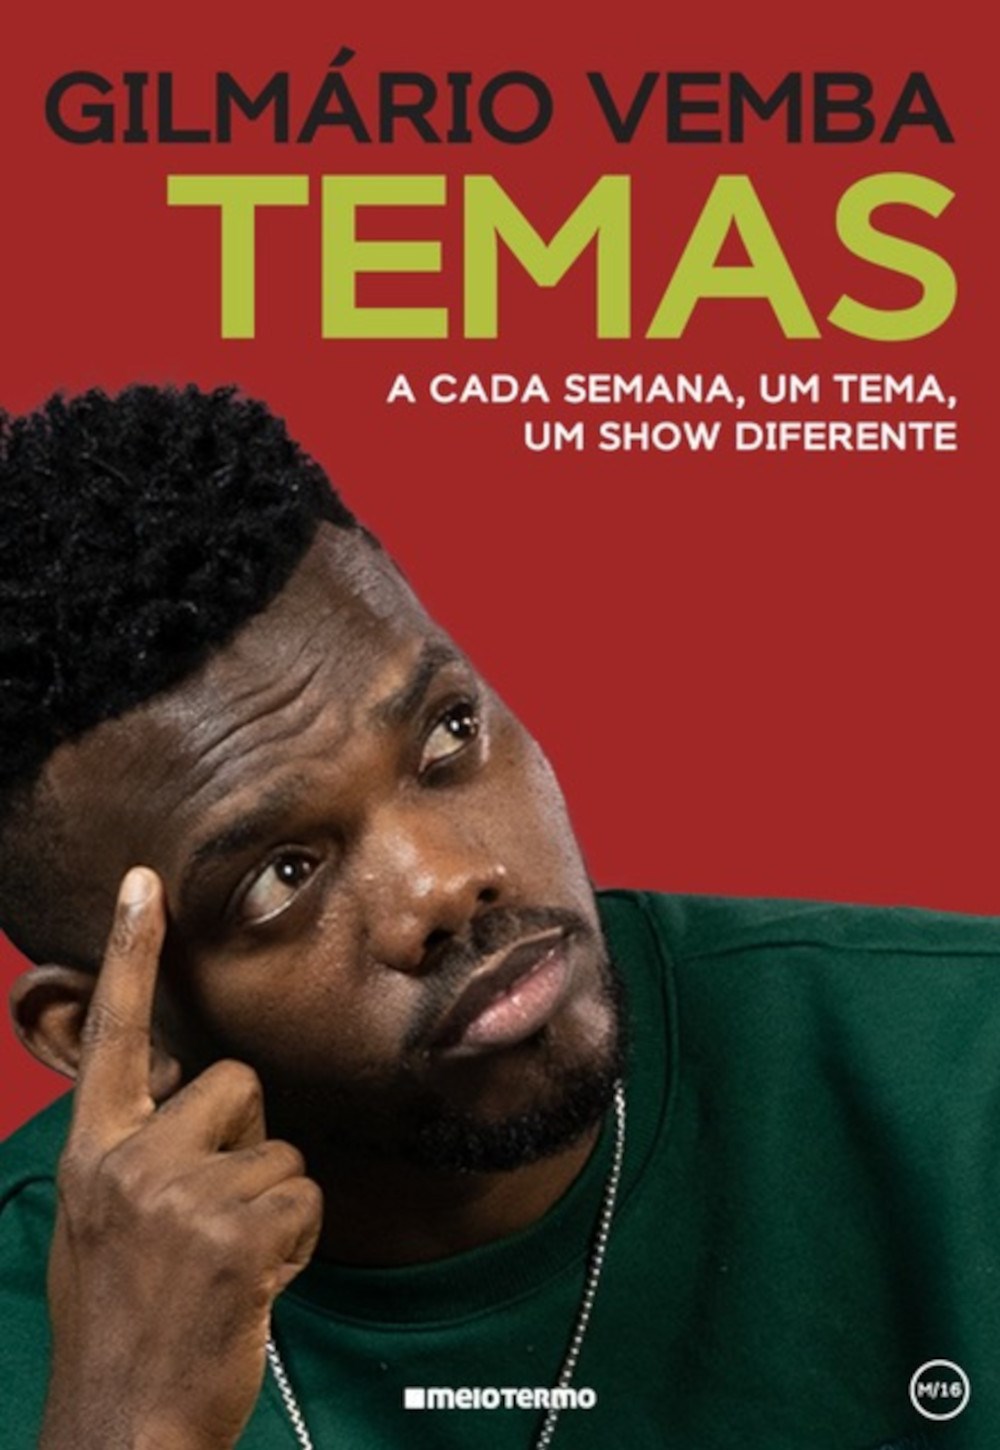 GILMÁRIO VEMBA
TEMAS
A CADA SEMANA, UM TEMA,
UM SHOW DIFERENTE
MEIOTERMO
M/16